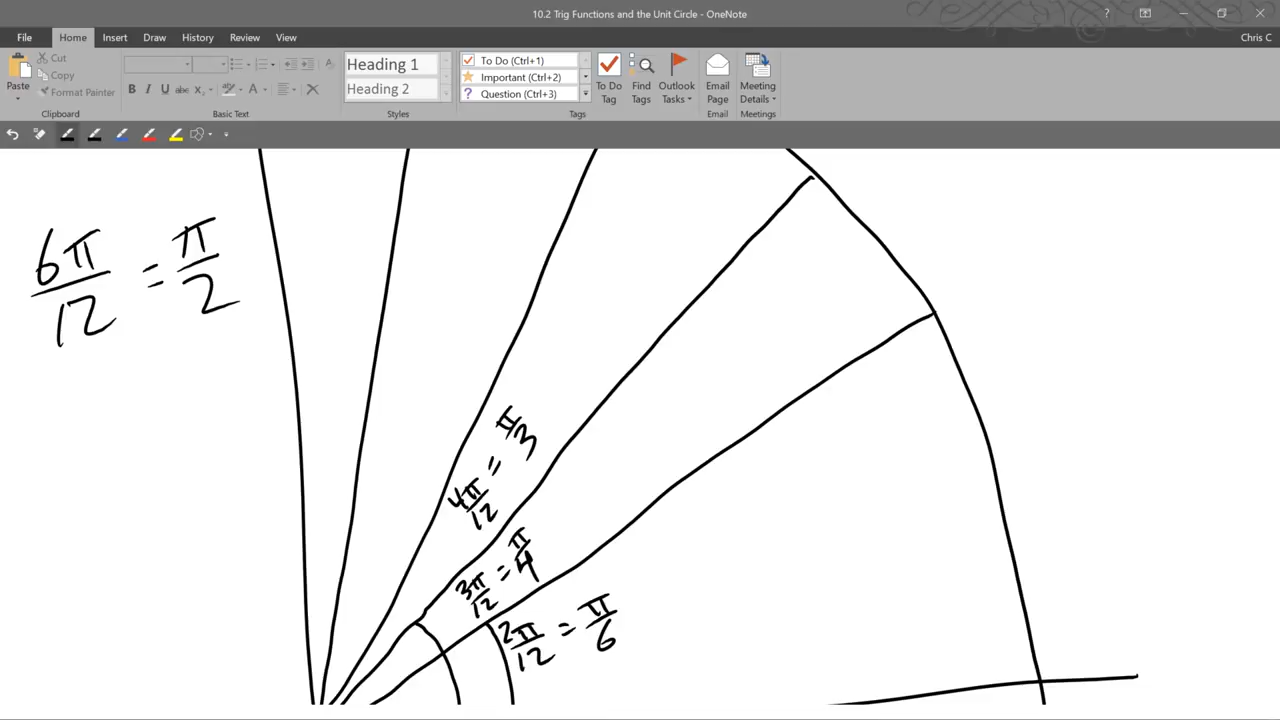 10.2 Trig Functions and the Unit Circle - OneNote
File Home Insert Draw History Review View
Chris C
Paste
Cut
Copy
Format Painter
Clipboard
B I U abc x₂ A
Basic Text
Heading 1
Heading 2
Styles
To Do (Ctrl+1)
Important (Ctrl+2)
Question (Ctrl+3)
To Do Tag
Find Tags
Outlook Tasks
Tags
Email Page
Email
Meeting Details
Meetings
6π/12 = π/2
4π/12 = π/3
3π/12 = π/4
2π/12 = π/6